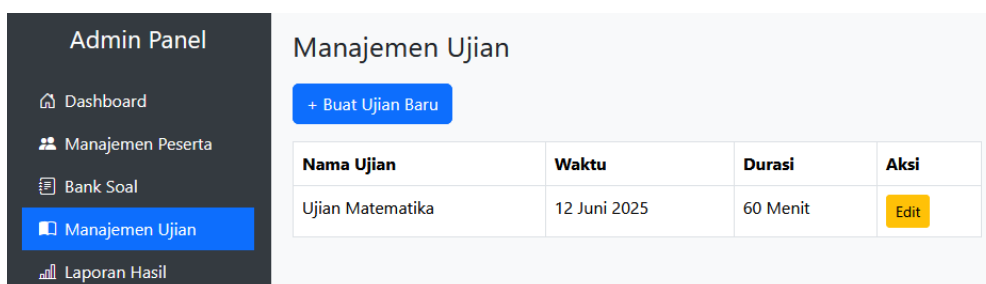 Admin Panel
Dashboard
Manajemen Peserta
Bank Soal
Manajemen Ujian
Laporan Hasil
Manajemen Ujian
+ Buat Ujian Baru
Nama Ujian Waktu Durasi Aksi
Ujian Matematika 12 Juni 2025 60 Menit Edit